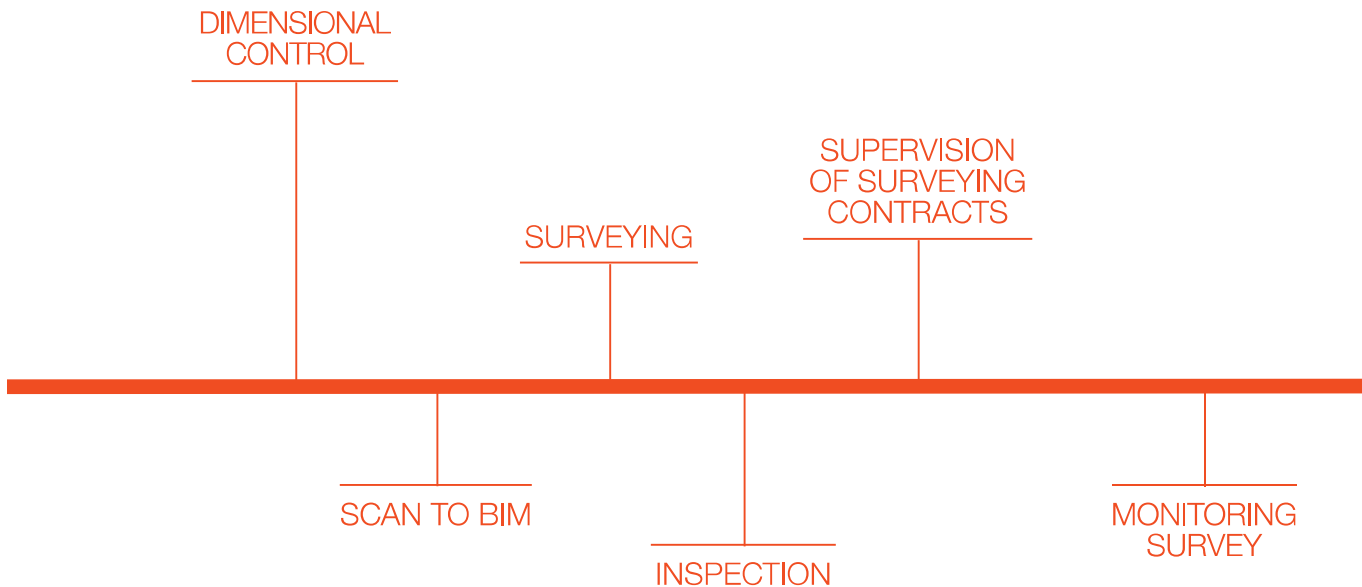 DIMENSIONAL
CONTROL
SUPERVISION
OF SURVEYING
CONTRACTS
SURVEYING
SCAN TO BIM
MONITORING
SURVEY
INSPECTION